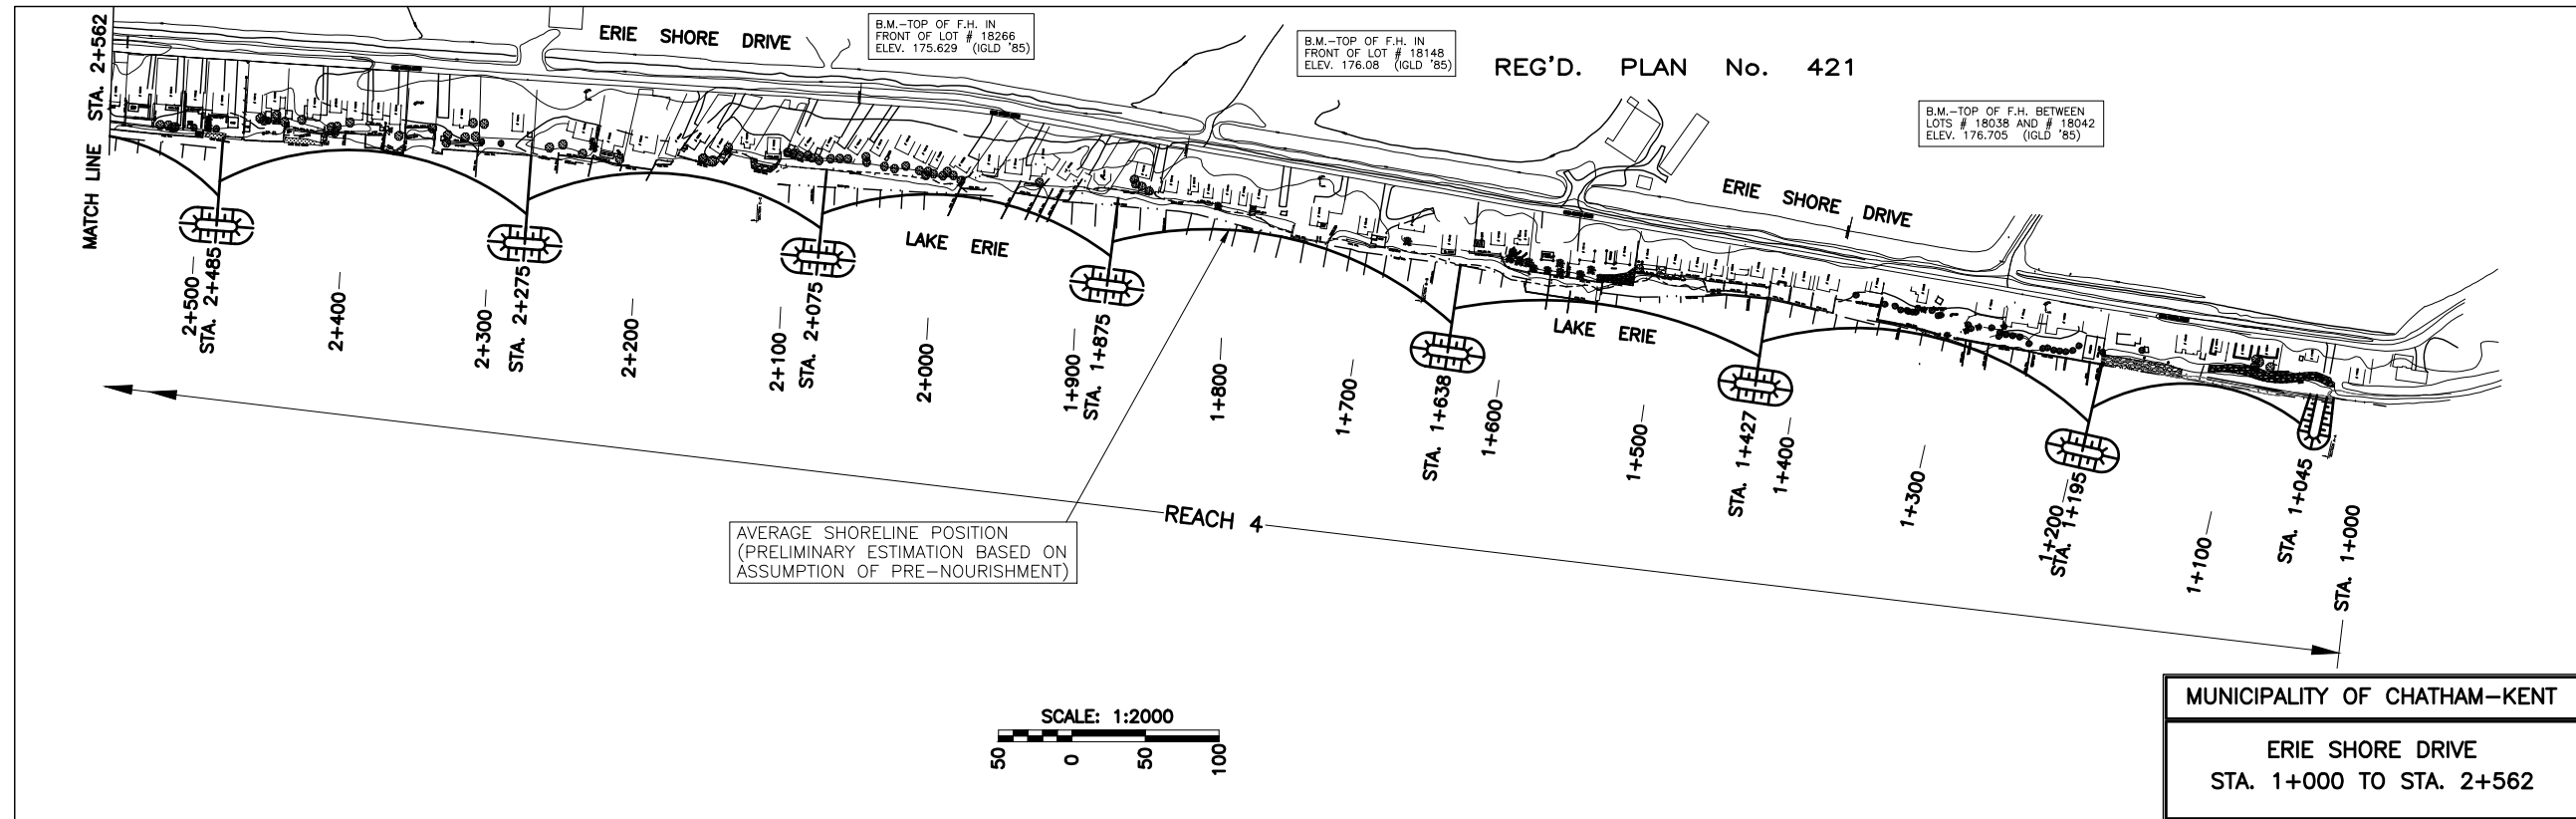 MATCH LINE STA. 2+562
ERIE SHORE DRIVE
B.M.-TOP OF F.H. IN
FRONT OF LOT # 18266
ELEV. 175.629 (IGLD '85)
B.M.-TOP OF F.H. IN
FRONT OF LOT # 18148
ELEV. 176.08 (IGLD '85)
REG'D. PLAN No. 421
B.M.-TOP OF F.H. BETWEEN
LOTS # 18038 AND # 18042
ELEV. 176.705 (IGLD '85)
ERIE SHORE DRIVE
LAKE ERIE
LAKE ERIE
2+500
STA. 2+485
2+400
2+300
STA. 2+275
2+200
2+100
STA. 2+075
2+000
1+900
STA. 1+875
1+800
1+700
STA. 1+638
1+600
1+500
STA. 1+427
1+400
1+300
1+200
STA. 1+195
1+100
STA. 1+045
STA. 1+000
REACH 4
AVERAGE SHORELINE POSITION
(PRELIMINARY ESTIMATION BASED ON
ASSUMPTION OF PRE-NOURISHMENT)
SCALE: 1:2000
50 0 50 100
MUNICIPALITY OF CHATHAM-KENT
ERIE SHORE DRIVE
STA. 1+000 TO STA. 2+562